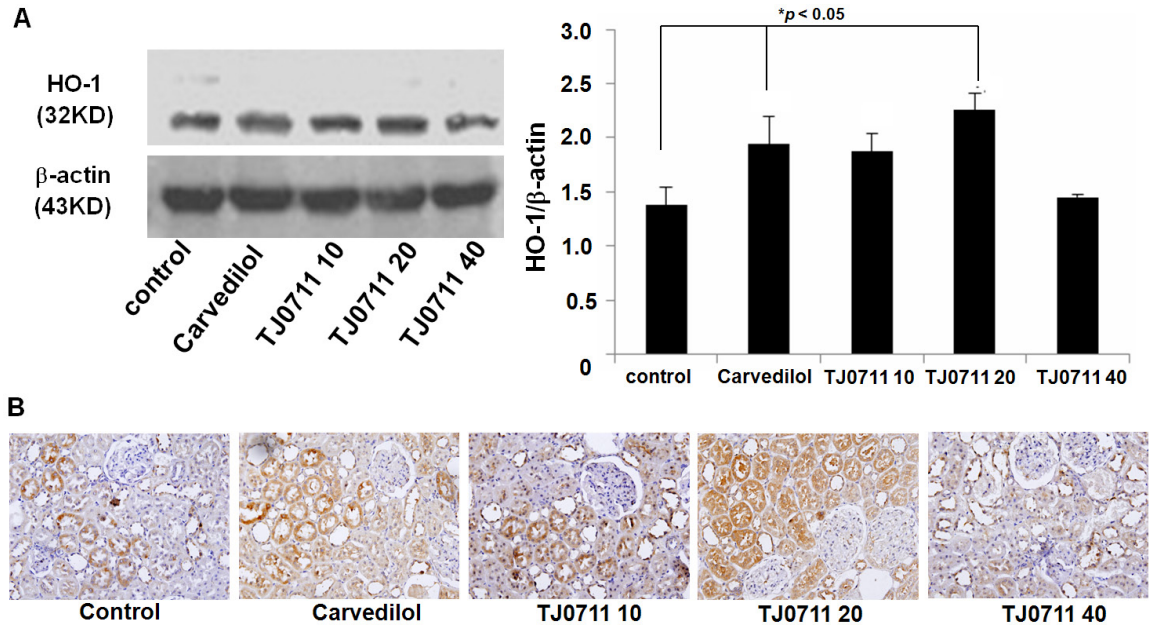 A
HO-1
(32KD)
β-actin
(43KD)
control
Carvedilol
TJ0711 10
TJ0711 20
TJ0711 40
*p < 0.05
3.0
2.5
2.0
1.5
1.0
0.5
0
HO-1/β-actin
control
Carvedilol
TJ0711 10
TJ0711 20
TJ0711 40
B
Control
Carvedilol
TJ0711 10
TJ0711 20
TJ0711 40